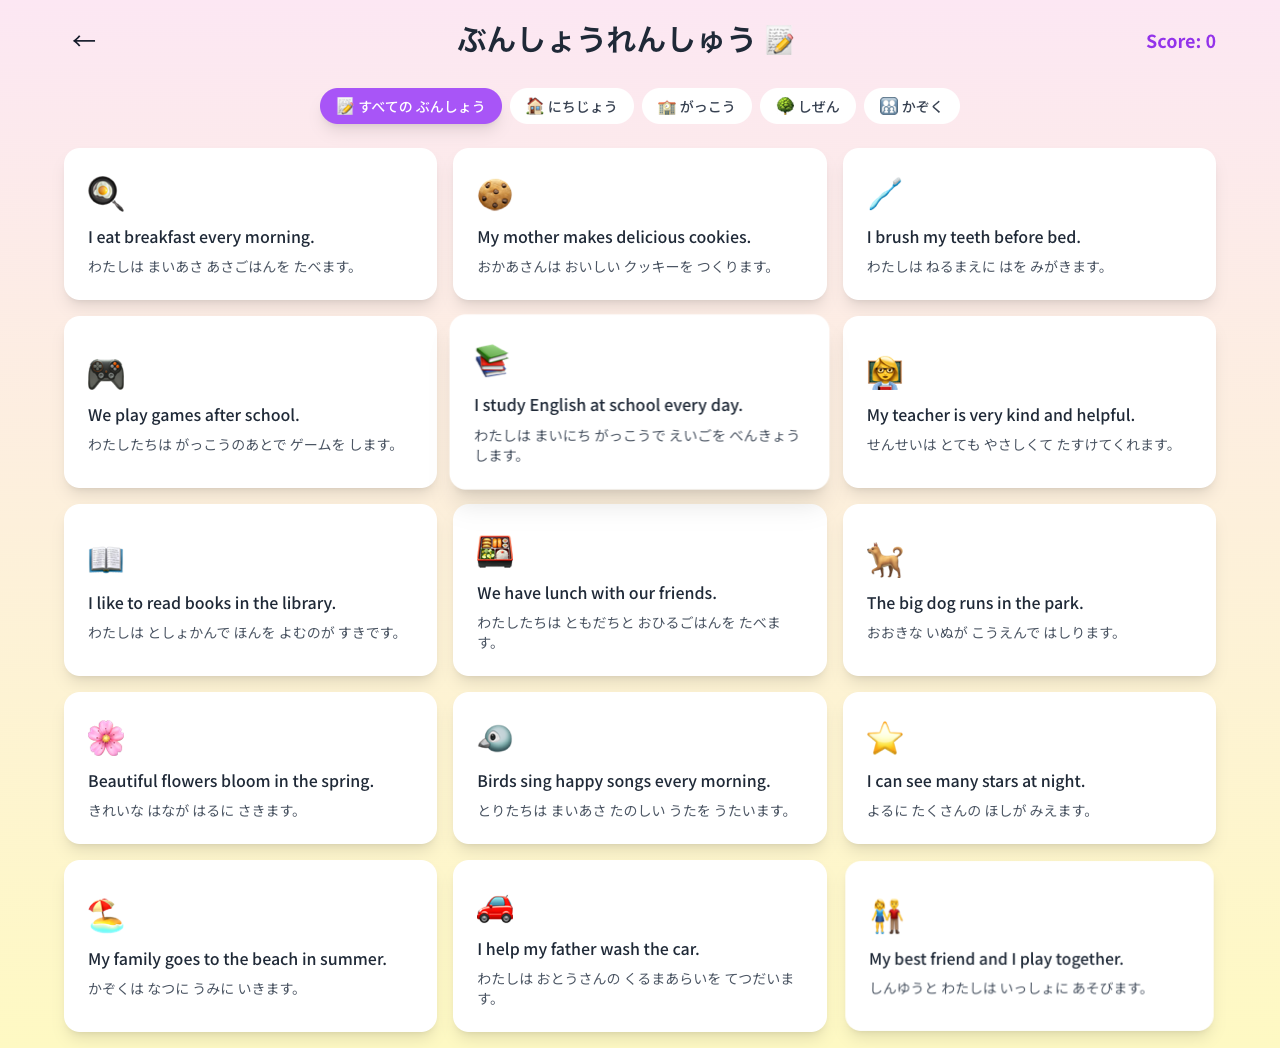 ←
ぶんしょうれんしゅう 📝
Score: 0
📝 すべての ぶんしょう
🏠 にちじょう
🏫 がっこう
🌳 しぜん
👨‍👩‍👧‍👦 かぞく
I eat breakfast every morning.
わたしは まいあさ あさごはんを たべます。
My mother makes delicious cookies.
おかあさんは おいしい クッキーを つくります。
I brush my teeth before bed.
わたしは ねるまえに はを みがきます。
We play games after school.
わたしたちは がっこうのあとで ゲームを します。
I study English at school every day.
わたしは まいにち がっこうで えいごを べんきょう
します。
My teacher is very kind and helpful.
せんせいは とても やさしくて たすけてくれます。
I like to read books in the library.
わたしは としょかんで ほんを よむのが すきです。
We have lunch with our friends.
わたしたちは ともだちと おひるごはんを たべま
す。
The big dog runs in the park.
おおきな いぬが こうえんで はしります。
Beautiful flowers bloom in the spring.
きれいな はなが はるに さきます。
Birds sing happy songs every morning.
とりたちは まいあさ たのしい うたを うたいます。
I can see many stars at night.
よるに たくさんの ほしが みえます。
My family goes to the beach in summer.
かぞくは なつに うみに いきます。
I help my father wash the car.
わたしは おとうさんの くるまあらいを てつだいま
す。
My best friend and I play together.
しんゆうと わたしは いっしょに あそびます。